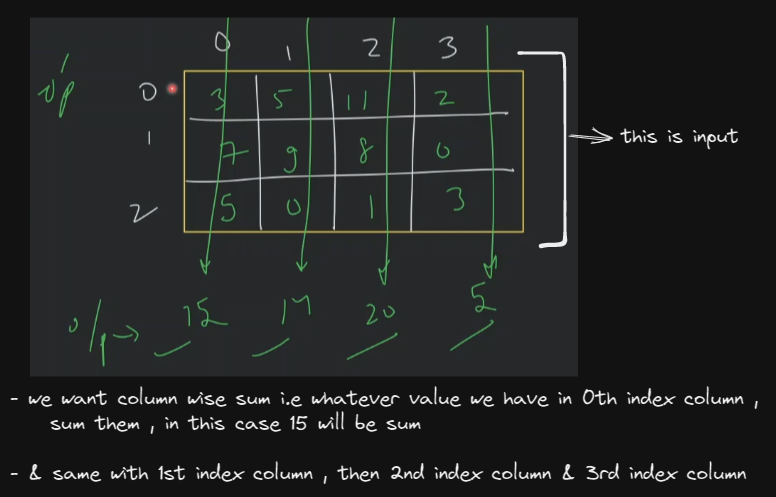 0 1 2 3
i/p
0 3 5 11 2
1 7 9 8 0
2 5 0 1 3
this is input
o/p → 15 14 20 5
- we want column wise sum i.e whatever value we have in 0th index column ,
sum them , in this case 15 will be sum
- & same with 1st index column , then 2nd index column & 3rd index column